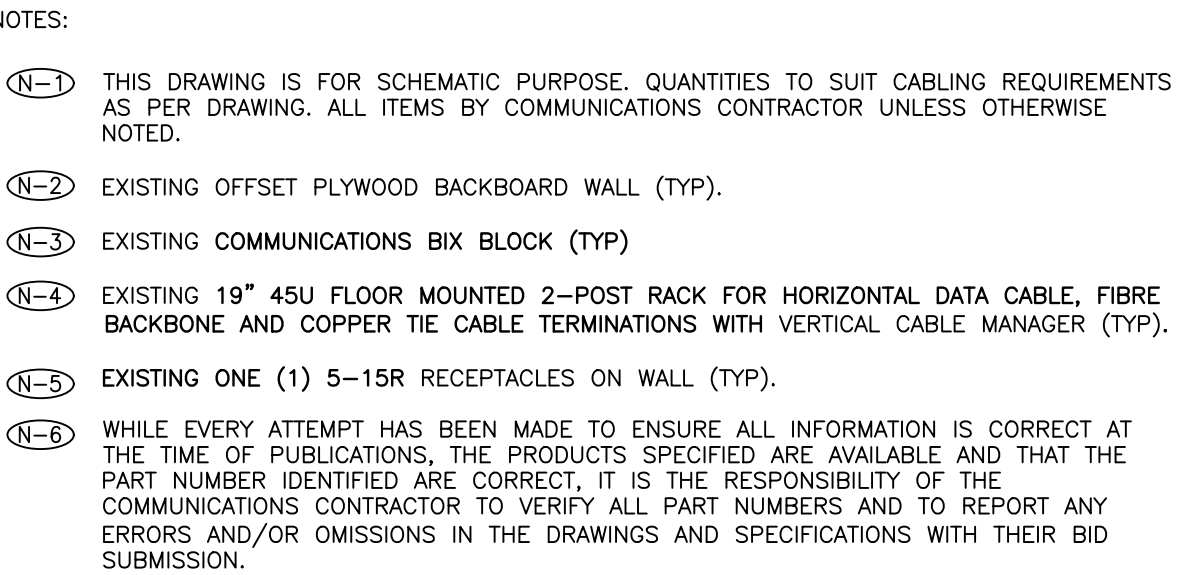 NOTES:
N-1 THIS DRAWING IS FOR SCHEMATIC PURPOSE. QUANTITIES TO SUIT CABLING REQUIREMENTS
AS PER DRAWING. ALL ITEMS BY COMMUNICATIONS CONTRACTOR UNLESS OTHERWISE
NOTED.
N-2 EXISTING OFFSET PLYWOOD BACKBOARD WALL (TYP).
N-3 EXISTING COMMUNICATIONS BIX BLOCK (TYP)
N-4 EXISTING 19" 45U FLOOR MOUNTED 2-POST RACK FOR HORIZONTAL DATA CABLE, FIBRE
BACKBONE AND COPPER TIE CABLE TERMINATIONS WITH VERTICAL CABLE MANAGER (TYP).
N-5 EXISTING ONE (1) 5-15R RECEPTACLES ON WALL (TYP).
N-6 WHILE EVERY ATTEMPT HAS BEEN MADE TO ENSURE ALL INFORMATION IS CORRECT AT
THE TIME OF PUBLICATIONS, THE PRODUCTS SPECIFIED ARE AVAILABLE AND THAT THE
PART NUMBER IDENTIFIED ARE CORRECT, IT IS THE RESPONSIBILITY OF THE
COMMUNICATIONS CONTRACTOR TO VERIFY ALL PART NUMBERS AND TO REPORT ANY
ERRORS AND/OR OMISSIONS IN THE DRAWINGS AND SPECIFICATIONS WITH THEIR BID
SUBMISSION.